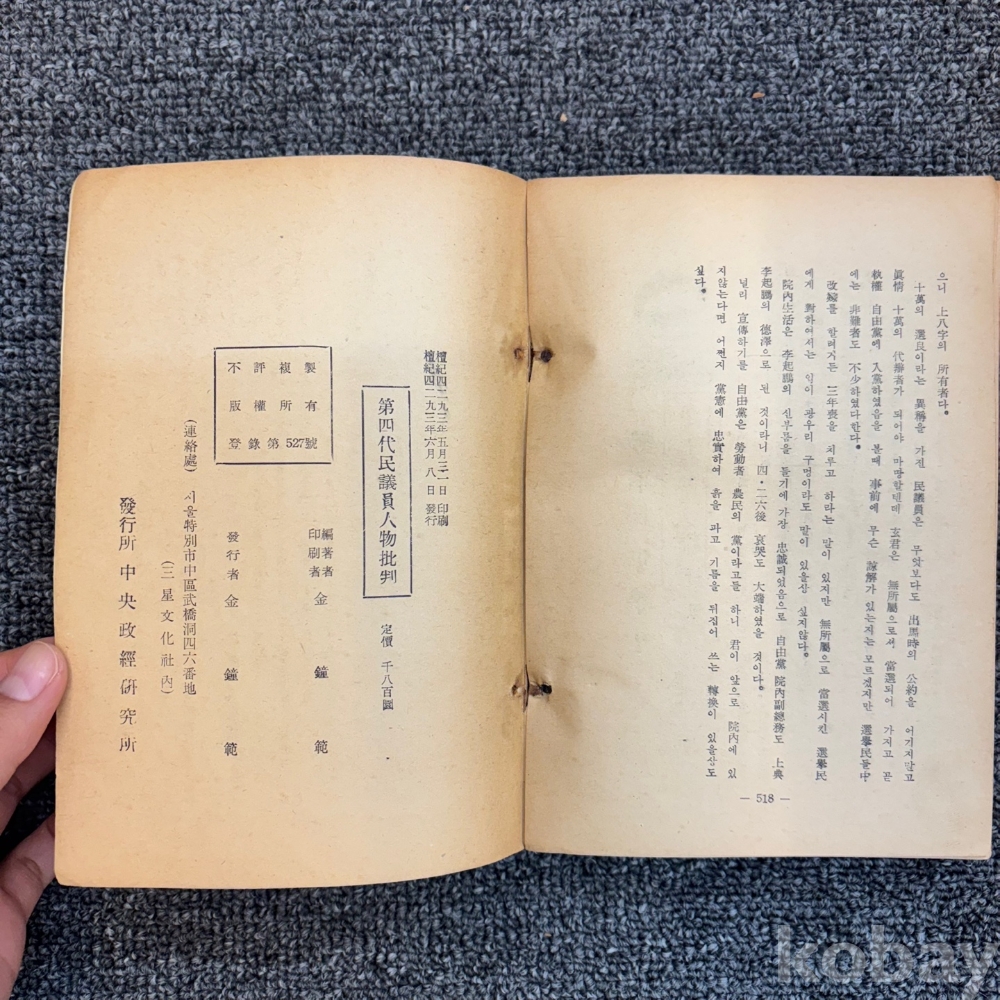 으니 上八字의 所有者다。
十萬의 選良이라는 異稱을 가진 民議員은 무엇보다도 出馬時의 公約을 어기지말고
眞情 十萬의 代辯者가 되어야 마땅할텐데 玄君은 無所屬으로서 當選되어 가지고 곧
執權 自由黨에 入黨하였음을 볼때 事前에 무슨 諒解가 있는지는 모르겠지만 選擧民들中
에는 非難者도 不少하였다한다。
改嫁를 할려거든 三年喪을 치루고 하라는 말이 있지만 無所屬으로 當選시킨 選擧民
에게 對하여서는 입이 광우리 구멍이라도 말이 있을상 싶지않다。
院內生活은 李起鵬의 심부름을 들기에 가장 忠誠되었음으로 自由黨 院內副總務도 上典
李起鵬의 德澤으로 된 것이라니 四・二六後 哀哭도 大端하였을 것이다。
널리 宣傳하기를 自由黨은 勞動者 農民의 黨이라고들 하니 君이 앞으로 院內에 있
지않는다면 어쩐지 黨憲에 忠實하여 흙을 파고 기름을 뒤집어 쓰는 轉換이 있을상도
싶다。
— 518 —
檀紀四二九三年 五月三一日 印刷
檀紀四二九三年 六月 八日 發行
第四代民議員人物批判
定價 千八百圜
編著者
印刷者 金鐘範
發行者 金鐘範
不許複製
版權所有
登錄第527號
(連絡處) 서울特別市中區武橋洞四六番地
(三星文化社內)
發行所 中央政經硏究所
kobay